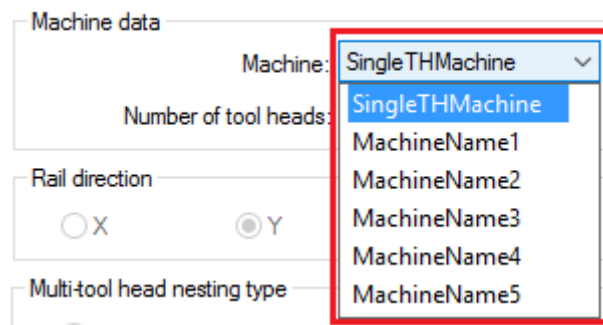 Machine data
Machine: SingleTHMachine
SingleTHMachine
Number of tool heads:
MachineName1
MachineName2
Rail direction
MachineName3
X Y
MachineName4
Multi-tool head nesting type
MachineName5